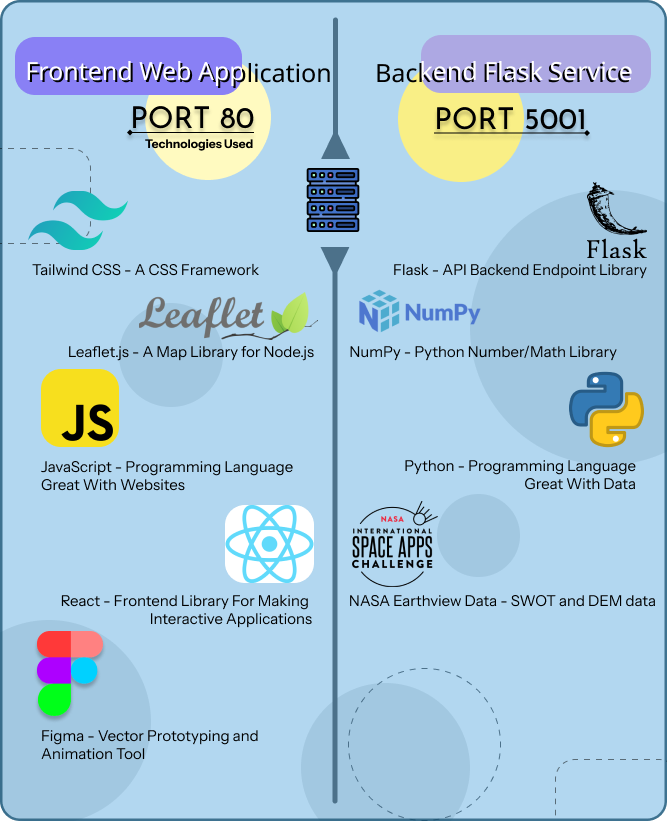 Frontend Web Application
PORT 80
Technologies Used
Tailwind CSS - A CSS Framework
Leaflet
Leaflet.js - A Map Library for Node.js
JS
JavaScript - Programming Language
Great With Websites
React - Frontend Library For Making
Interactive Applications
Figma - Vector Prototyping and
Animation Tool
Backend Flask Service
PORT 5001
Flask
Flask - API Backend Endpoint Library
NumPy
NumPy - Python Number/Math Library
Python - Programming Language
Great With Data
NASA
INTERNATIONAL
SPACE APPS
CHALLENGE
NASA Earthview Data - SWOT and DEM data